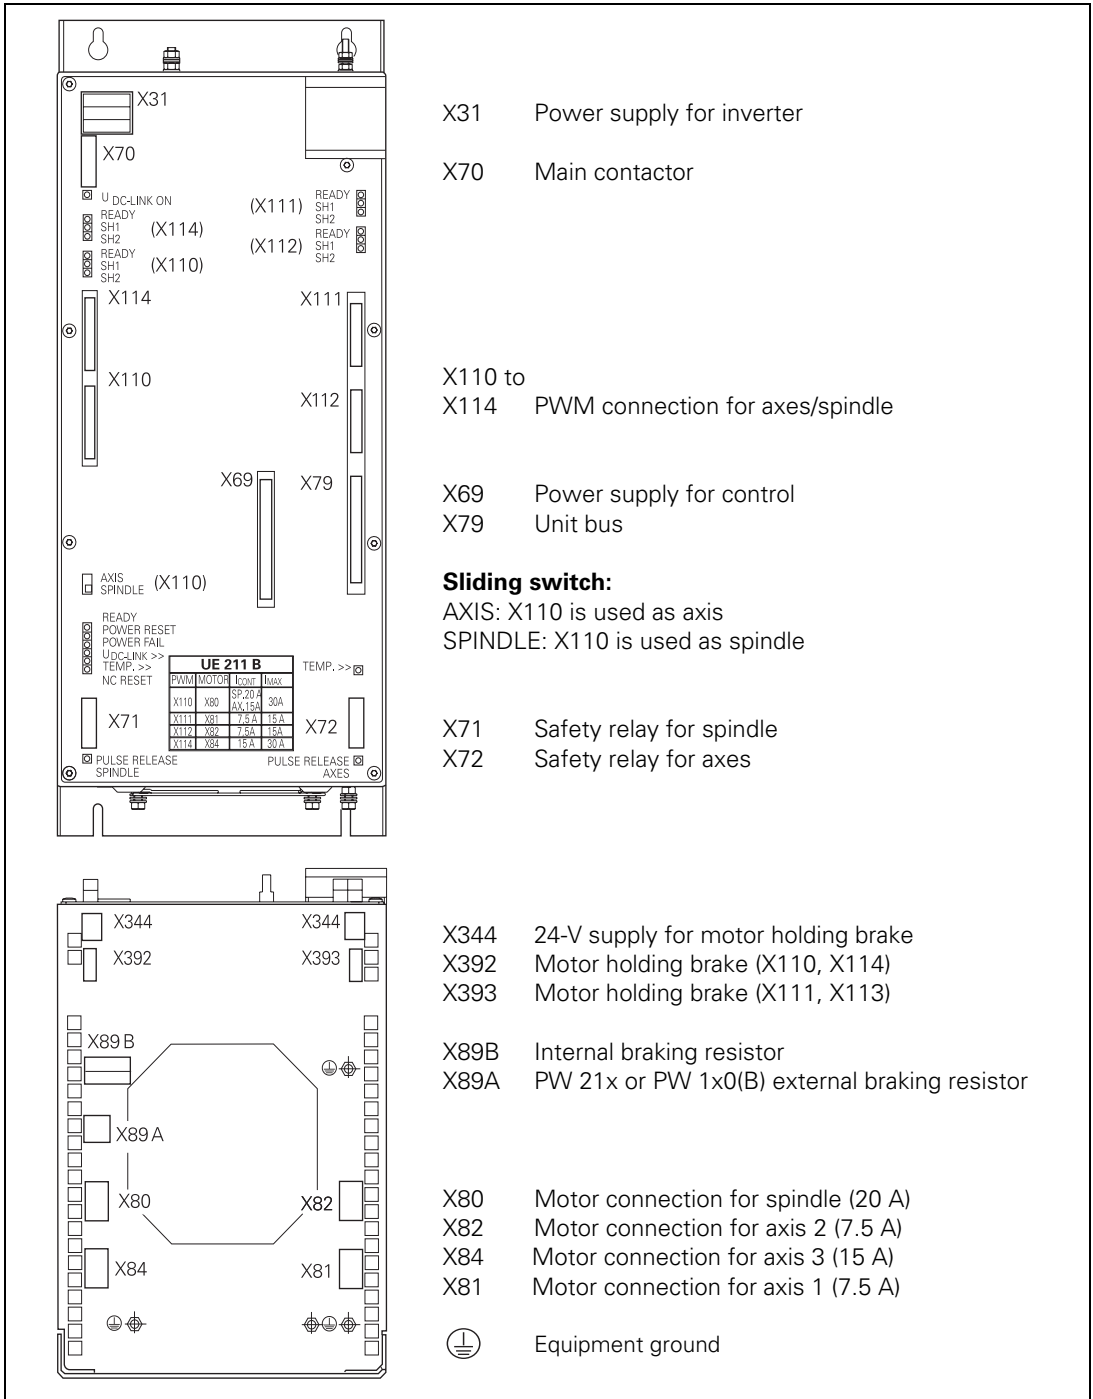 X31
X31 Power supply for inverter
X70
X70 Main contactor
U DC-LINK ON
READY
SH1
SH2
(X114)
READY
SH1
SH2
(X110)
(X111)
READY
SH1
SH2
(X112)
READY
SH1
SH2
X114
X111
X110
X112
X110 to
X114 PWM connection for axes/spindle
X69
X79
X69 Power supply for control
X79 Unit bus
AXIS
SPINDLE
(X110)
Sliding switch:
AXIS: X110 is used as axis
SPINDLE: X110 is used as spindle
READY
POWER RESET
POWER FAIL
UDC-LINK >>
TEMP. >>
NC RESET
UE 211 B
PWM MOTOR ICONT IMAX
X110 X80 SP.20 A AX.15A 30A
X111 X81 7,5 A 15 A
X112 X82 7,5A 15A
X114 X84 15 A 30 A
TEMP. >>
X71
X72
PULSE RELEASE
SPINDLE
PULSE RELEASE
AXES
X71 Safety relay for spindle
X72 Safety relay for axes
X344
X344
X392
X393
X344 24-V supply for motor holding brake
X392 Motor holding brake (X110, X114)
X393 Motor holding brake (X111, X113)
X89B
X89A
X89B Internal braking resistor
X89A PW 21x or PW 1x0(B) external braking resistor
X80
X82
X84
X81
X80 Motor connection for spindle (20 A)
X82 Motor connection for axis 2 (7.5 A)
X84 Motor connection for axis 3 (15 A)
X81 Motor connection for axis 1 (7.5 A)
Equipment ground